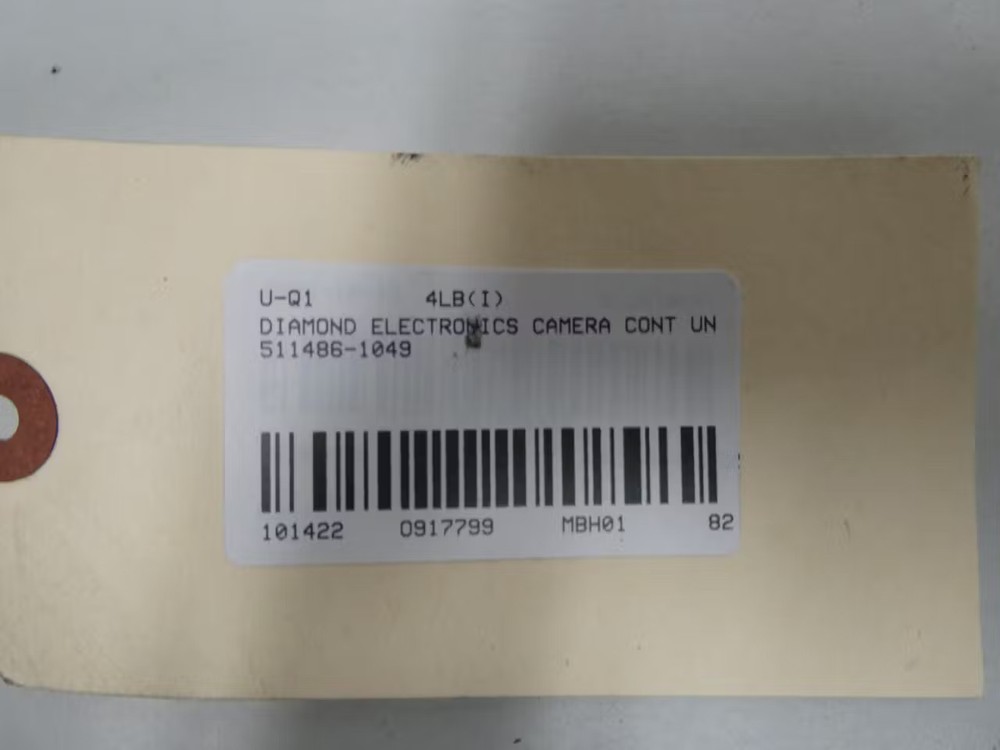 U-Q1 4LB(I)
DIAMOND ELECTRONICS CAMERA CONT UN
511486-1049
101422 0917799 MBH01 82